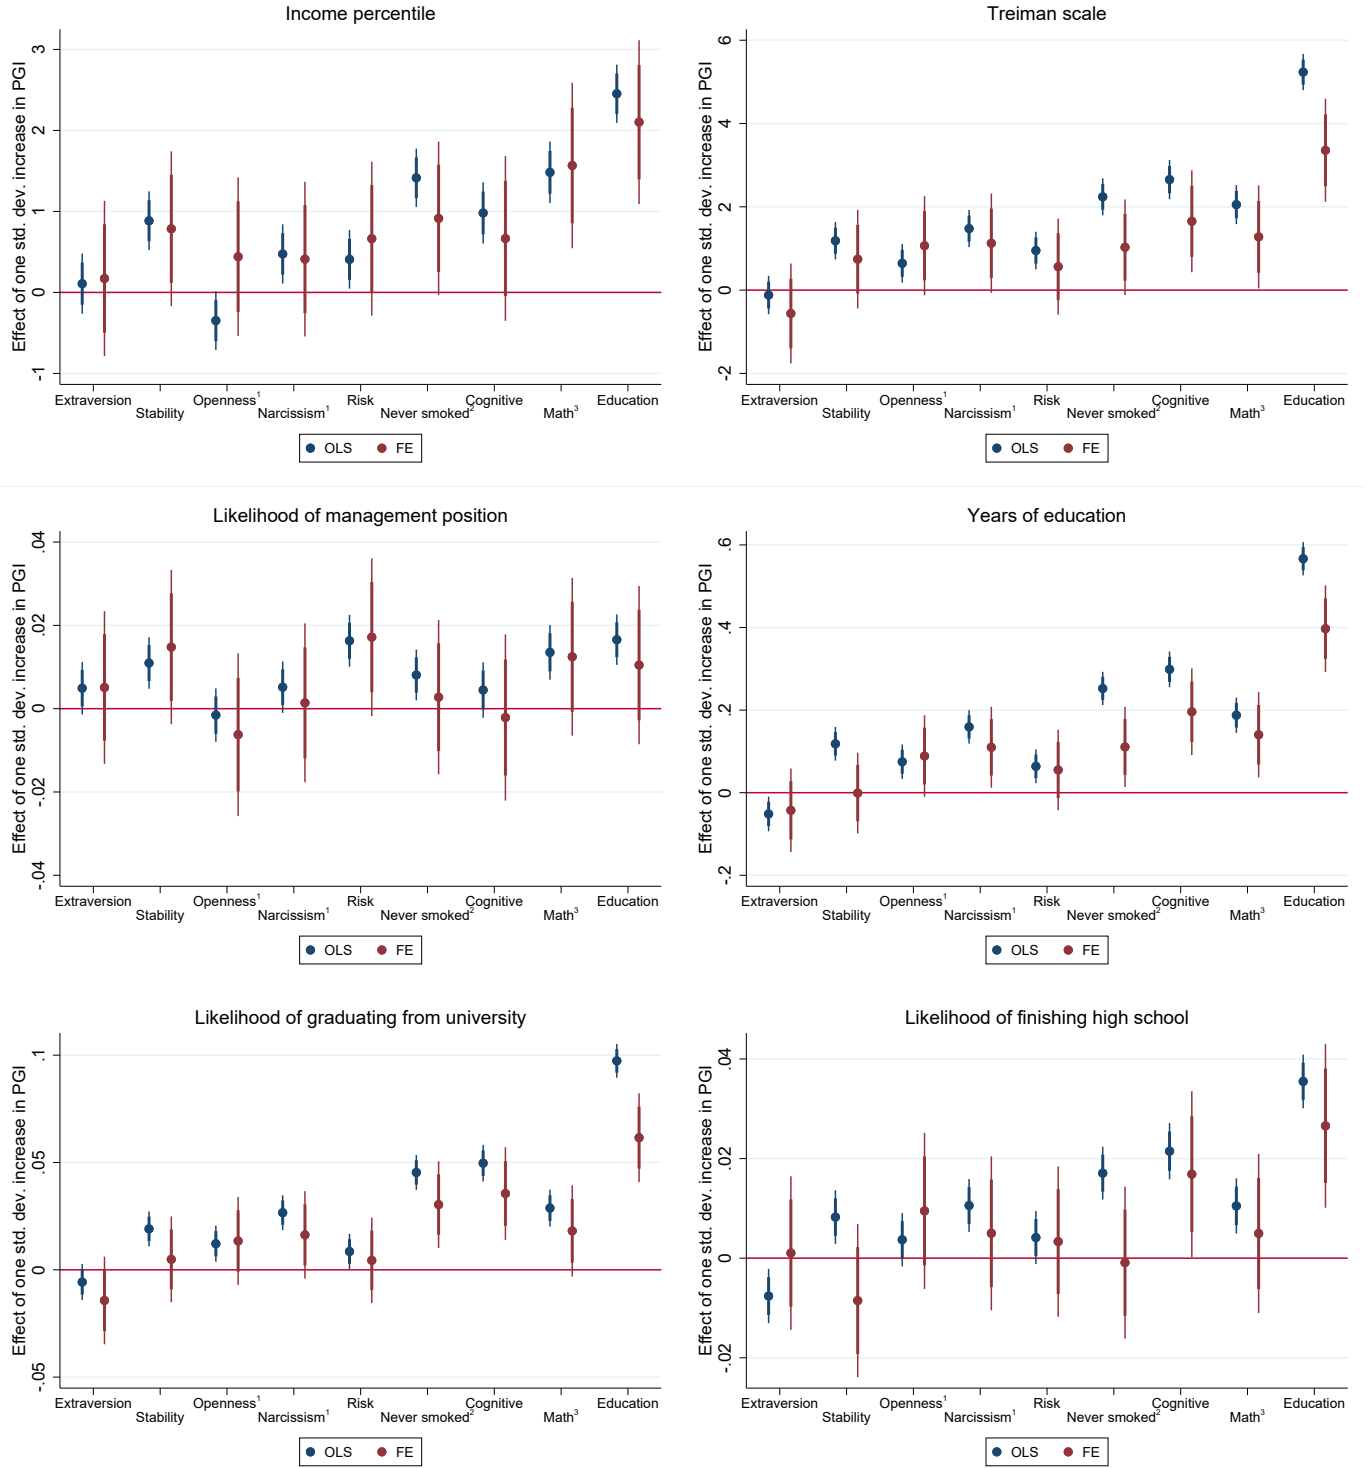 Income percentile
Effect of one std. dev. increase in PGI
3
2
1
0
-1
Extraversion Stability Openness¹ Narcissism¹ Risk Never smoked² Cognitive Math³ Education
OLS FE
Treiman scale
Effect of one std. dev. increase in PGI
6
4
2
0
-2
Extraversion Stability Openness¹ Narcissism¹ Risk Never smoked² Cognitive Math³ Education
OLS FE
Likelihood of management position
Effect of one std. dev. increase in PGI
.04
.02
0
-.02
-.04
Extraversion Stability Openness¹ Narcissism¹ Risk Never smoked² Cognitive Math³ Education
OLS FE
Years of education
Effect of one std. dev. increase in PGI
.6
.4
.2
0
-.2
Extraversion Stability Openness¹ Narcissism¹ Risk Never smoked² Cognitive Math³ Education
OLS FE
Likelihood of graduating from university
Effect of one std. dev. increase in PGI
.1
.05
0
-.05
Extraversion Stability Openness¹ Narcissism¹ Risk Never smoked² Cognitive Math³ Education
OLS FE
Likelihood of finishing high school
Effect of one std. dev. increase in PGI
.04
.02
0
-.02
Extraversion Stability Openness¹ Narcissism¹ Risk Never smoked² Cognitive Math³ Education
OLS FE